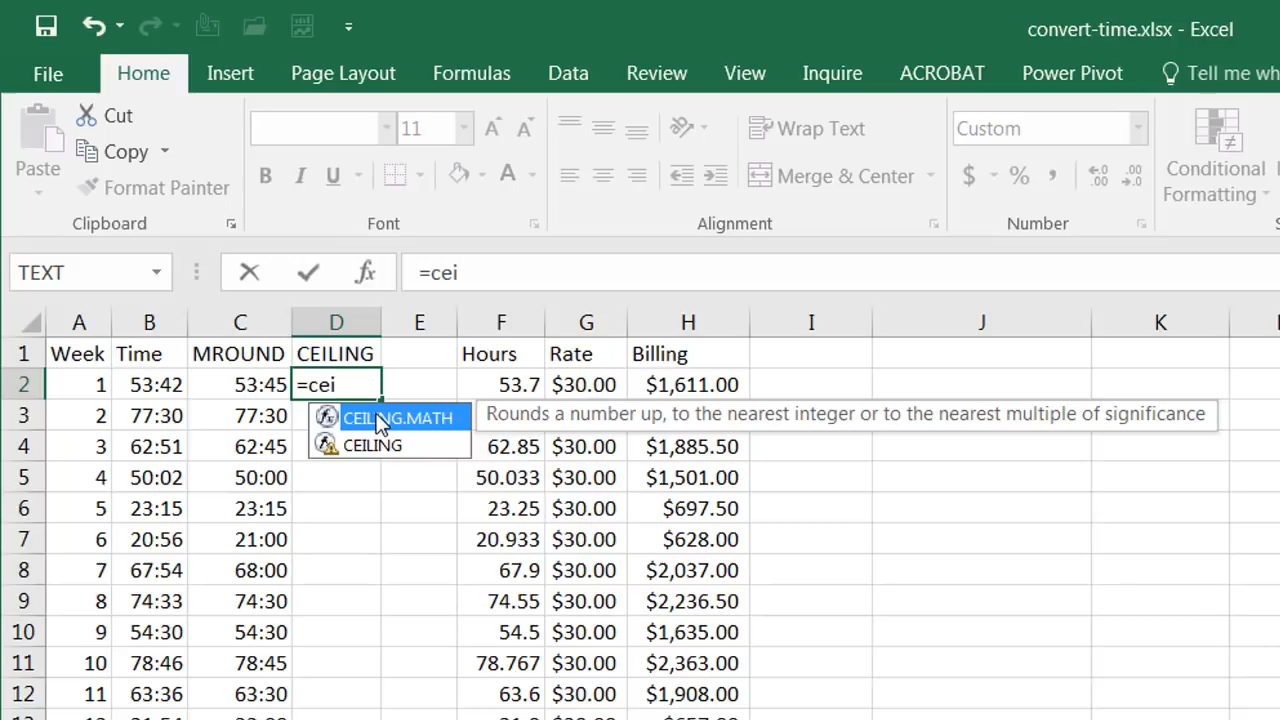 convert-time.xlsx - Excel
File Home Insert Page Layout Formulas Data Review View Inquire ACROBAT Power Pivot Tell me wh
Paste
Cut
Copy
Format Painter
Clipboard
11
B I U A
Font
Wrap Text
Merge & Center
Alignment
Custom
$ % , .00
Number
Conditional
Formatting
TEXT fx =cei
A B C D E F G H I J K
1 Week Time MROUND CEILING Hours Rate Billing
2 1 53:42 53:45 =cei 53.7 $30.00 $1,611.00
CEILING.MATH Rounds a number up, to the nearest integer or to the nearest multiple of significance
3 2 77:30 77:30
CEILING
4 3 62:51 62:45 62.85 $30.00 $1,885.50
5 4 50:02 50:00 50.033 $30.00 $1,501.00
6 5 23:15 23:15 23.25 $30.00 $697.50
7 6 20:56 21:00 20.933 $30.00 $628.00
8 7 67:54 68:00 67.9 $30.00 $2,037.00
9 8 74:33 74:30 74.55 $30.00 $2,236.50
10 9 54:30 54:30 54.5 $30.00 $1,635.00
11 10 78:46 78:45 78.767 $30.00 $2,363.00
12 11 63:36 63:30 63.6 $30.00 $1,908.00